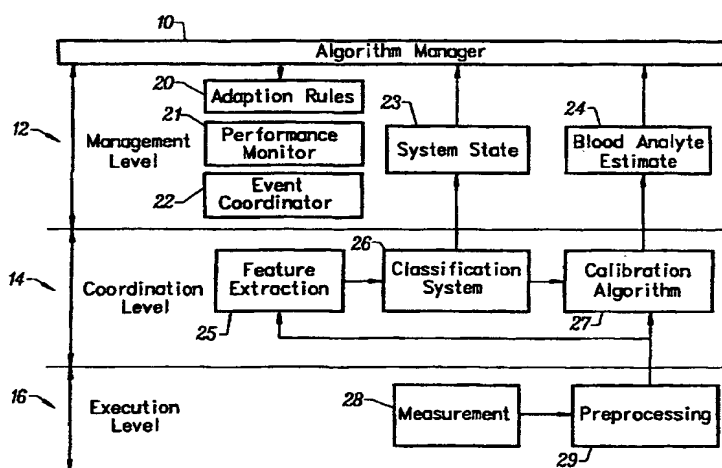 10
Algorithm Manager
20
Adaption Rules
21
12
Management
Level
Performance
Monitor
22
Event
Coordinator
23
System State
24
Blood Analyte
Estimate
26
14
Coordination
Level
Feature
Extraction
25
Classification
System
Calibration
Algorithm
27
16
Execution
Level
28
Measurement
Preprocessing
29